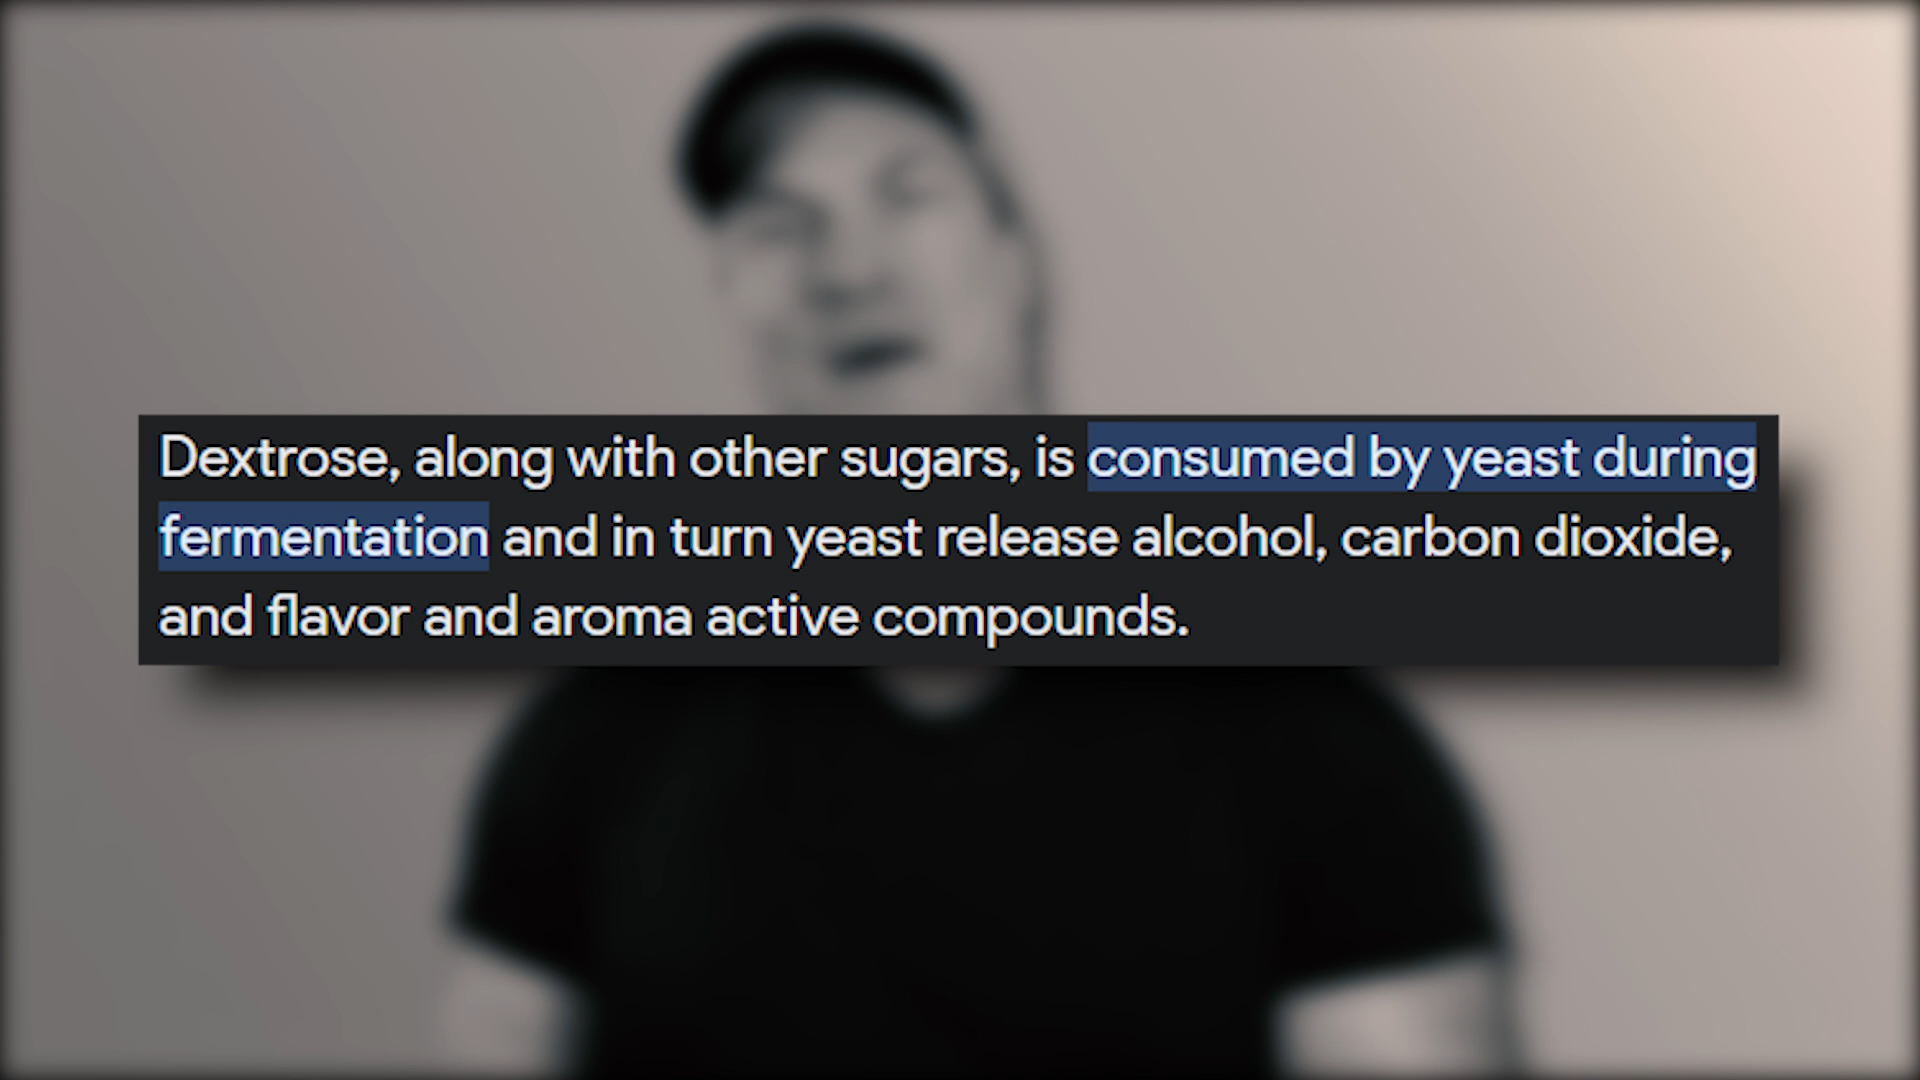 Dextrose, along with other sugars, is consumed by yeast during
fermentation and in turn yeast release alcohol, carbon dioxide,
and flavor and aroma active compounds.